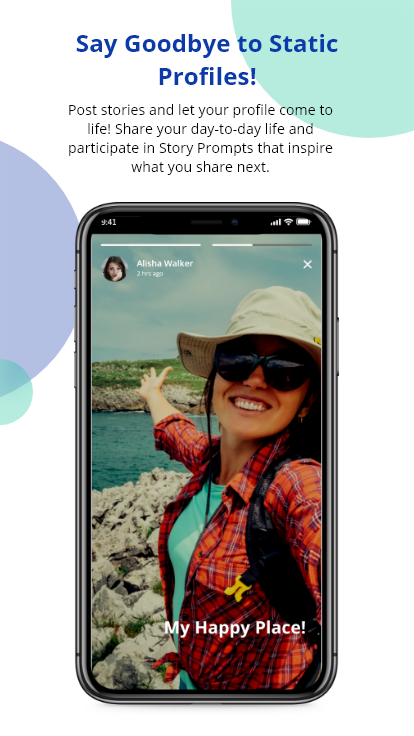 Say Goodbye to Static
Profiles!
Post stories and let your profile come to
life! Share your day-to-day life and
participate in Story Prompts that inspire
what you share next.
9:41
Alisha Walker
2 hrs ago
My Happy Place!